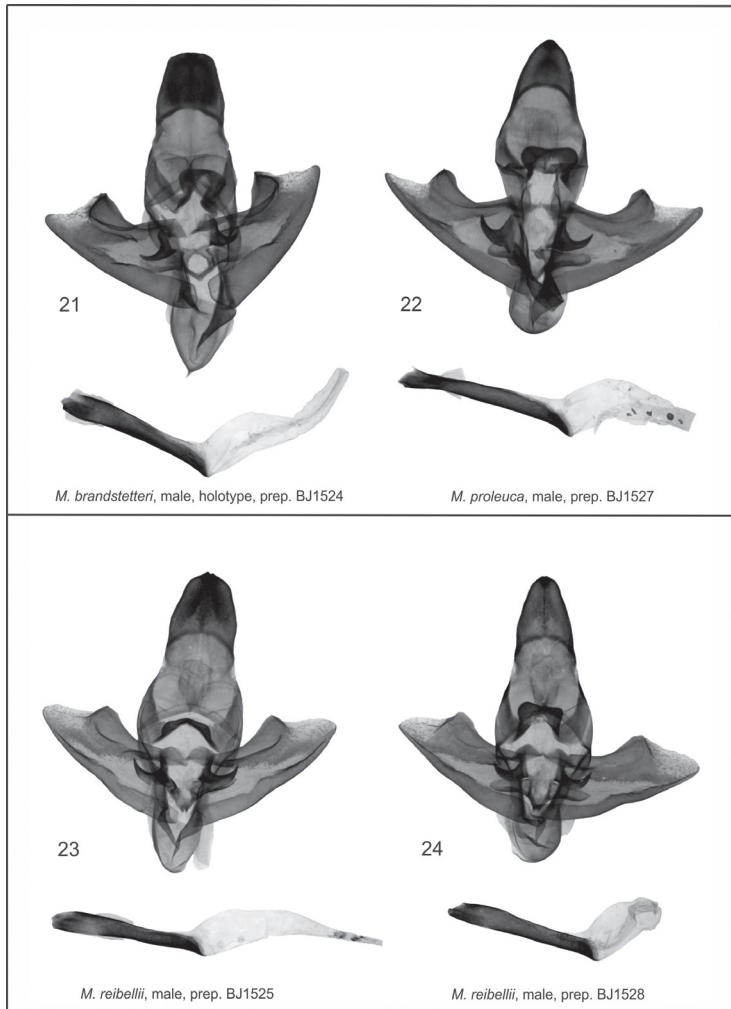 21
22
M. brandstetteri, male, holotype, prep. BJ1524
M. proleuca, male, prep. BJ1527
23
24
M. reibellii, male, prep. BJ1525
M. reibellii, male, prep. BJ1528